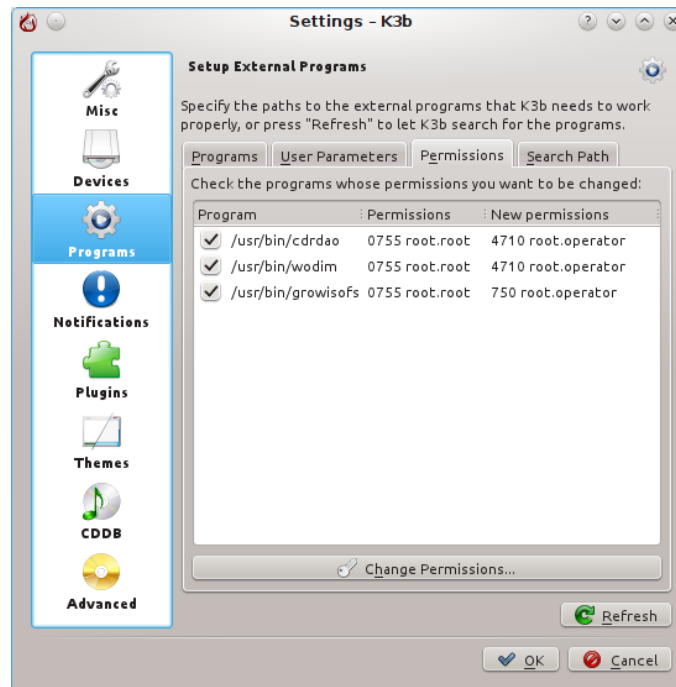 Settings - K3b
Misc
Devices
Programs
Notifications
Plugins
Themes
CDDB
Advanced
Setup External Programs
Specify the paths to the external programs that K3b needs to work
properly, or press "Refresh" to let K3b search for the programs.
Programs User Parameters Permissions Search Path
Check the programs whose permissions you want to be changed:
Program Permissions New permissions
/usr/bin/cdrdao 0755 root.root 4710 root.operator
/usr/bin/wodim 0755 root.root 4710 root.operator
/usr/bin/growisofs 0755 root.root 750 root.operator
Change Permissions...
Refresh
OK Cancel